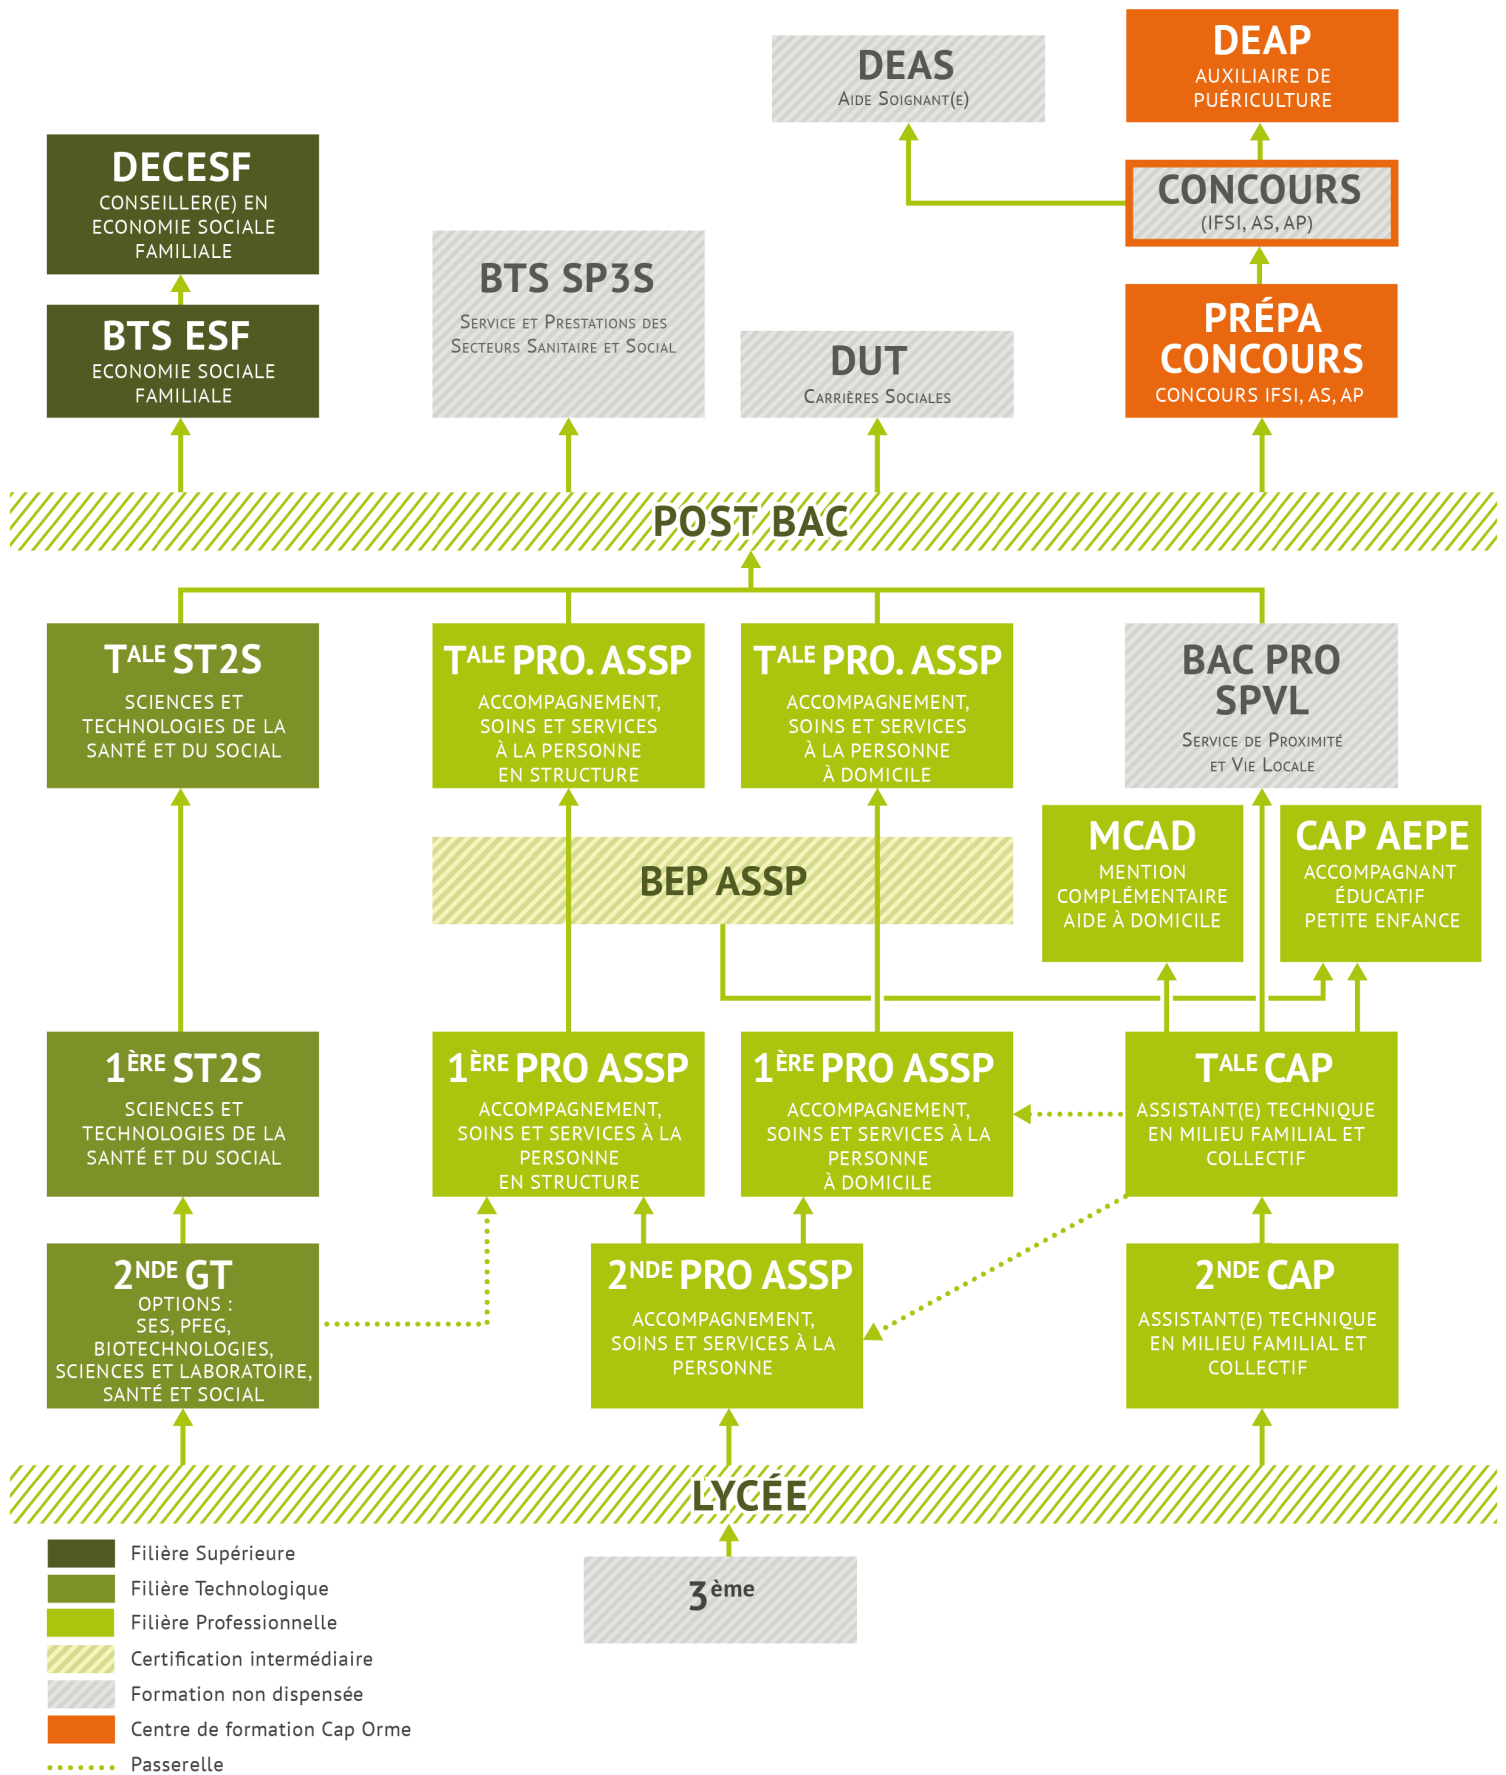 DEAS
Aide Soignant(e)
DEAP
AUXILIAIRE DE
PUÉRICULTURE
DECESF
CONSEILLER(E) EN
ECONOMIE SOCIALE
FAMILIALE
CONCOURS
(IFSI, AS, AP)
BTS SP3S
Service et Prestations des
Secteurs Sanitaire et Social
BTS ESF
ECONOMIE SOCIALE
FAMILIALE
DUT
Carrières Sociales
PRÉPA
CONCOURS
CONCOURS IFSI, AS, AP
POST BAC
TALE ST2S
SCIENCES ET
TECHNOLOGIES DE LA
SANTÉ ET DU SOCIAL
TALE PRO. ASSP
ACCOMPAGNEMENT,
SOINS ET SERVICES
À LA PERSONNE
EN STRUCTURE
TALE PRO. ASSP
ACCOMPAGNEMENT,
SOINS ET SERVICES
À LA PERSONNE
À DOMICILE
BAC PRO
SPVL
Service de Proximité
et Vie Locale
BEP ASSP
MCAD
MENTION
COMPLÉMENTAIRE
AIDE À DOMICILE
CAP AEPE
ACCOMPAGNANT
ÉDUCATIF
PETITE ENFANCE
1ÈRE ST2S
SCIENCES ET
TECHNOLOGIES DE LA
SANTÉ ET DU SOCIAL
1ÈRE PRO ASSP
ACCOMPAGNEMENT,
SOINS ET SERVICES À LA
PERSONNE
EN STRUCTURE
1ÈRE PRO ASSP
ACCOMPAGNEMENT,
SOINS ET SERVICES À LA
PERSONNE
À DOMICILE
TALE CAP
ASSISTANT(E) TECHNIQUE
EN MILIEU FAMILIAL ET
COLLECTIF
2NDE GT
OPTIONS :
SES, PFEG,
BIOTECHNOLOGIES,
SCIENCES ET LABORATOIRE,
SANTÉ ET SOCIAL
2NDE PRO ASSP
ACCOMPAGNEMENT,
SOINS ET SERVICES À LA
PERSONNE
2NDE CAP
ASSISTANT(E) TECHNIQUE
EN MILIEU FAMILIAL ET
COLLECTIF
LYCÉE
3ème
Filière Supérieure
Filière Technologique
Filière Professionnelle
Certification intermédiaire
Formation non dispensée
Centre de formation Cap Orme
Passerelle